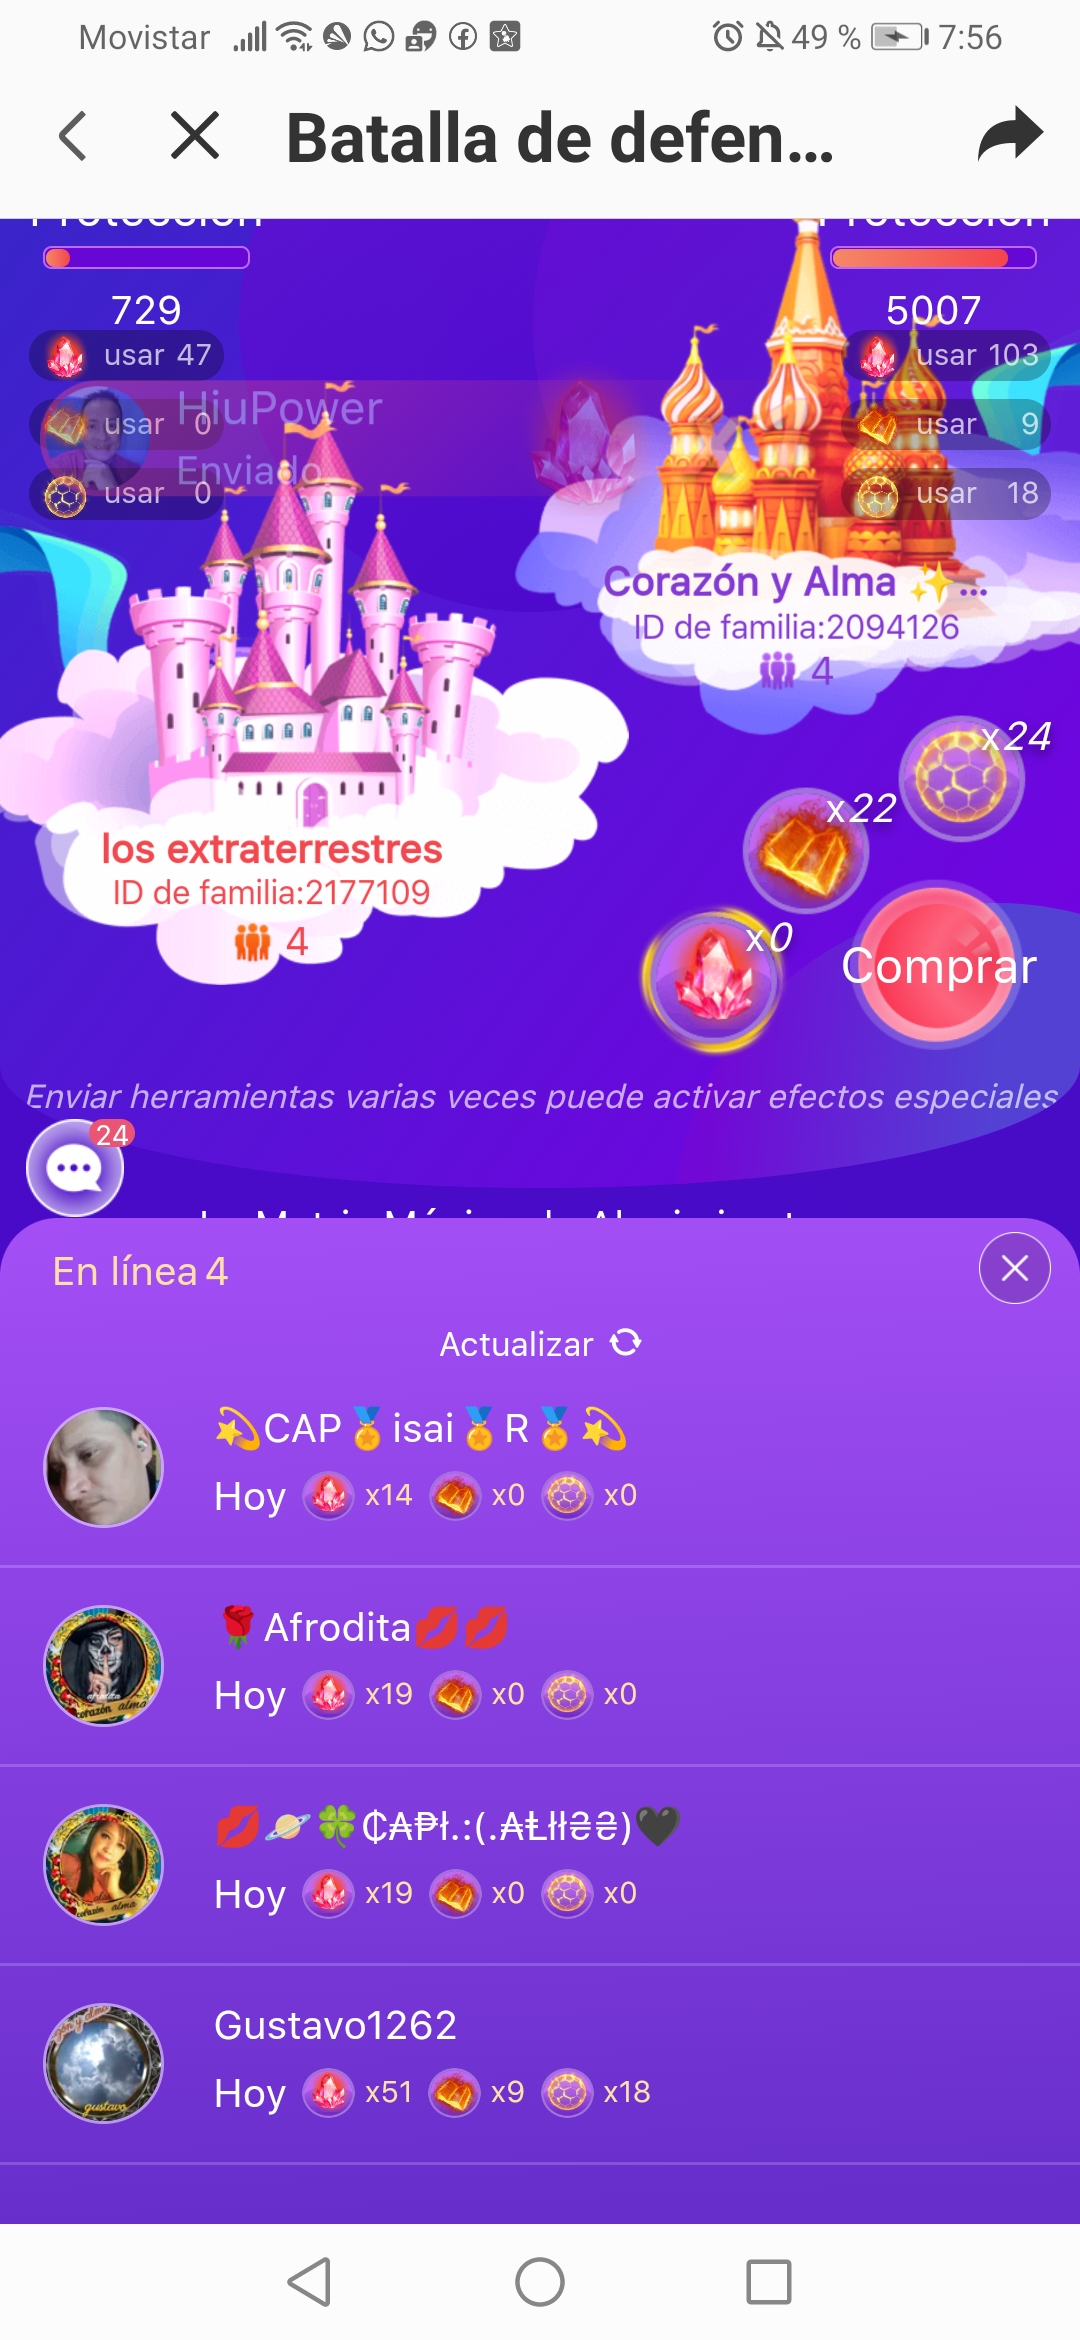 Movistar 49 % 7:56
Batalla de defen...
Protección Protección
729 5007
usar 47 usar 103
HiuPower
usar 0 usar 9
Enviado
usar 0 usar 18
Corazón y Alma ✨...
ID de familia:2094126
4
x24
x22
los extraterrestres
ID de familia:2177109
x0
4
Comprar
Enviar herramientas varias veces puede activar efectos especiales
24
En línea 4
Actualizar
💫CAP🏅isai🏅R🏅💫
Hoy x14 x0 x0
🌹Afrodita💋💋
Hoy x19 x0 x0
💋🪐🍀₵₳₱ł.:(.₳Ⱡłł₴₴)🖤
Hoy x19 x0 x0
Gustavo1262
Hoy x51 x9 x18